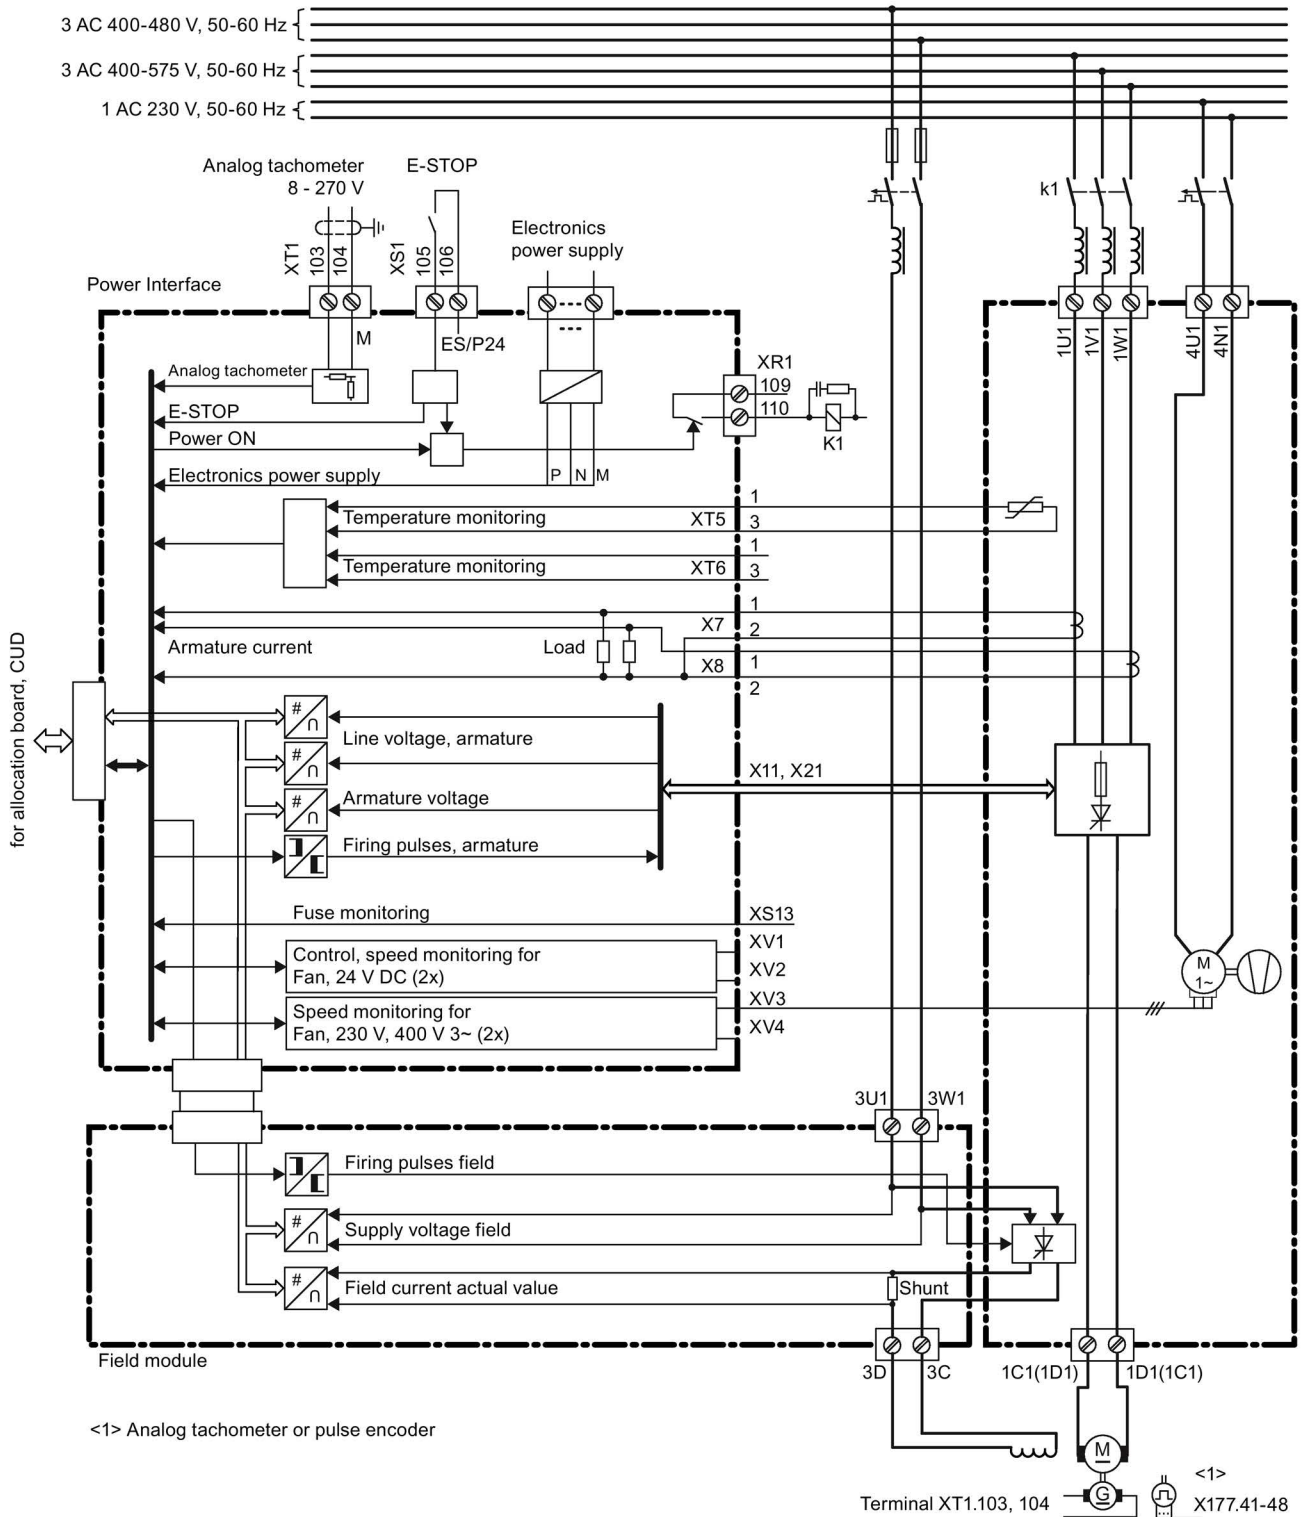 3 AC 400-480 V, 50-60 Hz
3 AC 400-575 V, 50-60 Hz
1 AC 230 V, 50-60 Hz
Analog tachometer
8 - 270 V
E-STOP
Electronics
power supply
k1
XT1
103
104
XS1
105
106
Power Interface
M
ES/P24
1U1
1V1
1W1
4U1
4N1
Analog tachometer
XR1
109
110
K1
E-STOP
Power ON
Electronics power supply
P
N
M
Temperature monitoring
XT5
1
3
Temperature monitoring
XT6
1
3
Armature current
Load
X7
1
2
X8
1
2
for allocation board, CUD
#
∩
Line voltage, armature
#
∩
X11, X21
#
∩
Armature voltage
Firing pulses, armature
Fuse monitoring
XS13
Control, speed monitoring for
Fan, 24 V DC (2x)
XV1
XV2
M
1~
Speed monitoring for
Fan, 230 V, 400 V 3~ (2x)
XV3
XV4
3U1
3W1
Firing pulses field
#
∩
Supply voltage field
#
∩
Field current actual value
Shunt
Field module
3D
3C
1C1(1D1)
1D1(1C1)
<1> Analog tachometer or pulse encoder
M
<1>
G
Terminal XT1.103, 104
X177.41-48